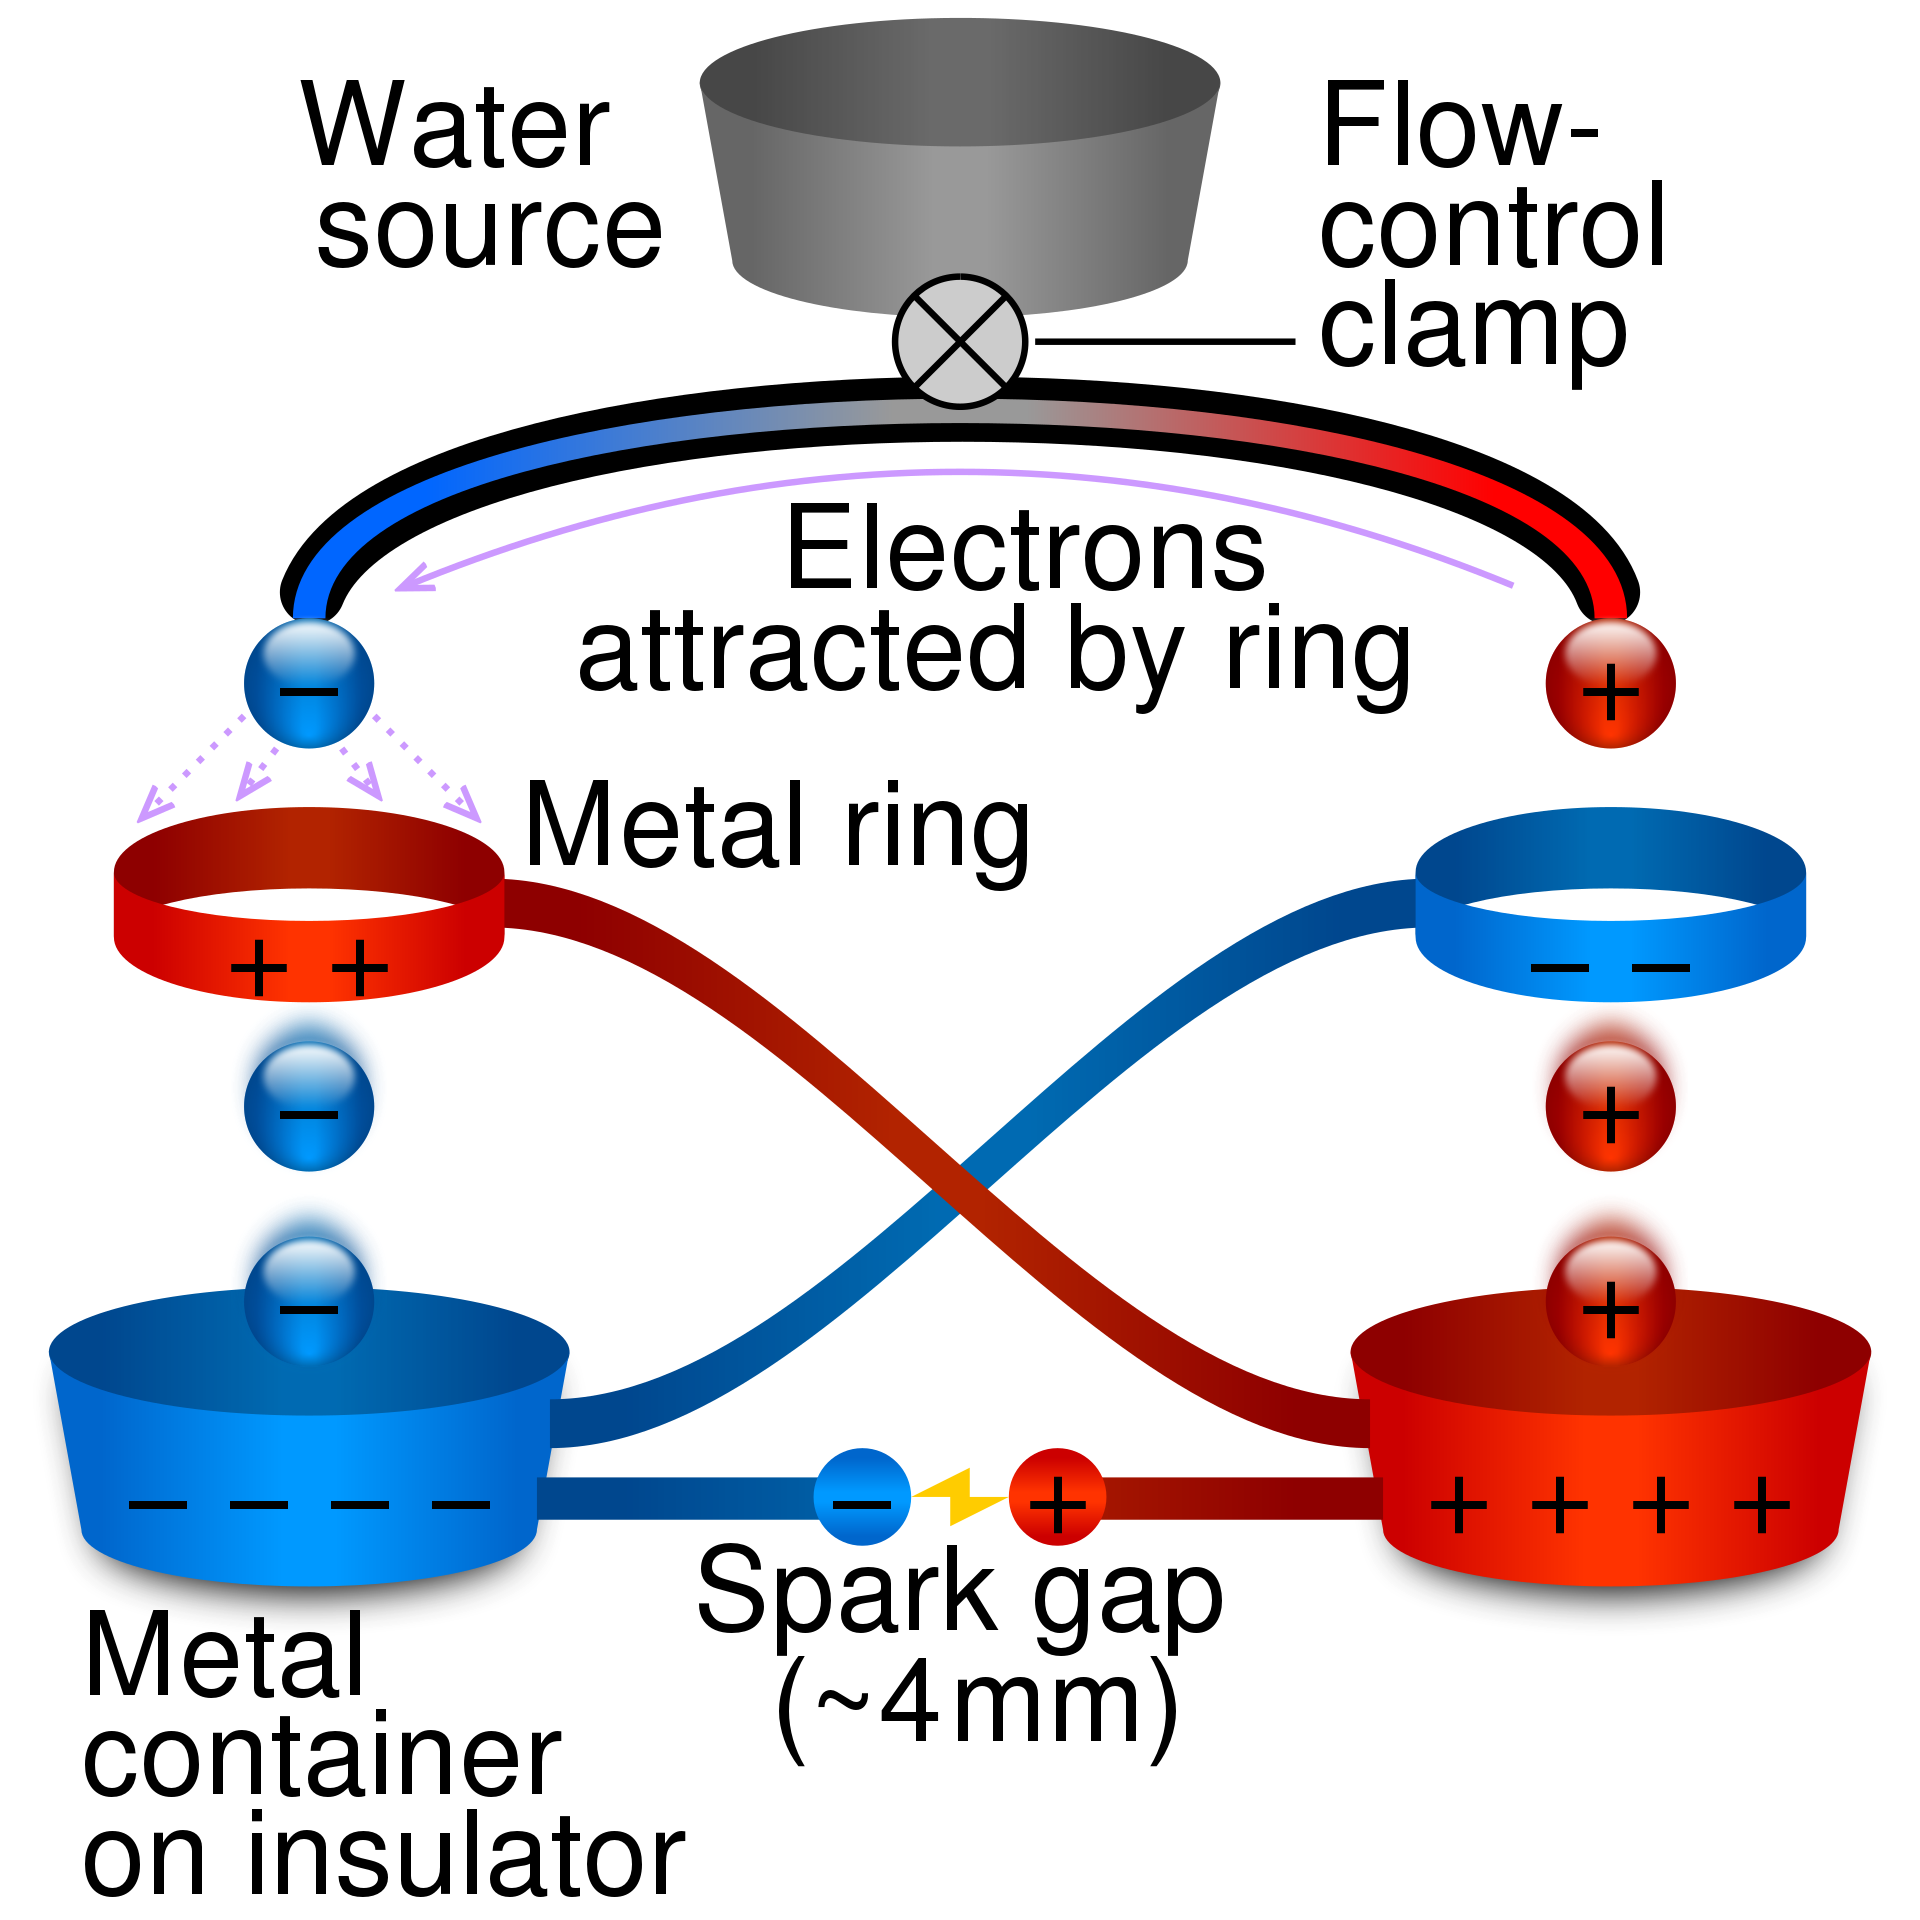 Water
source
Flow-
control
clamp
Electrons
attracted by ring
− +
Metal ring
+ +
− −
− +
− +
− − − −
− +
+ + + +
Spark gap
(~4mm)
Metal
container
on insulator